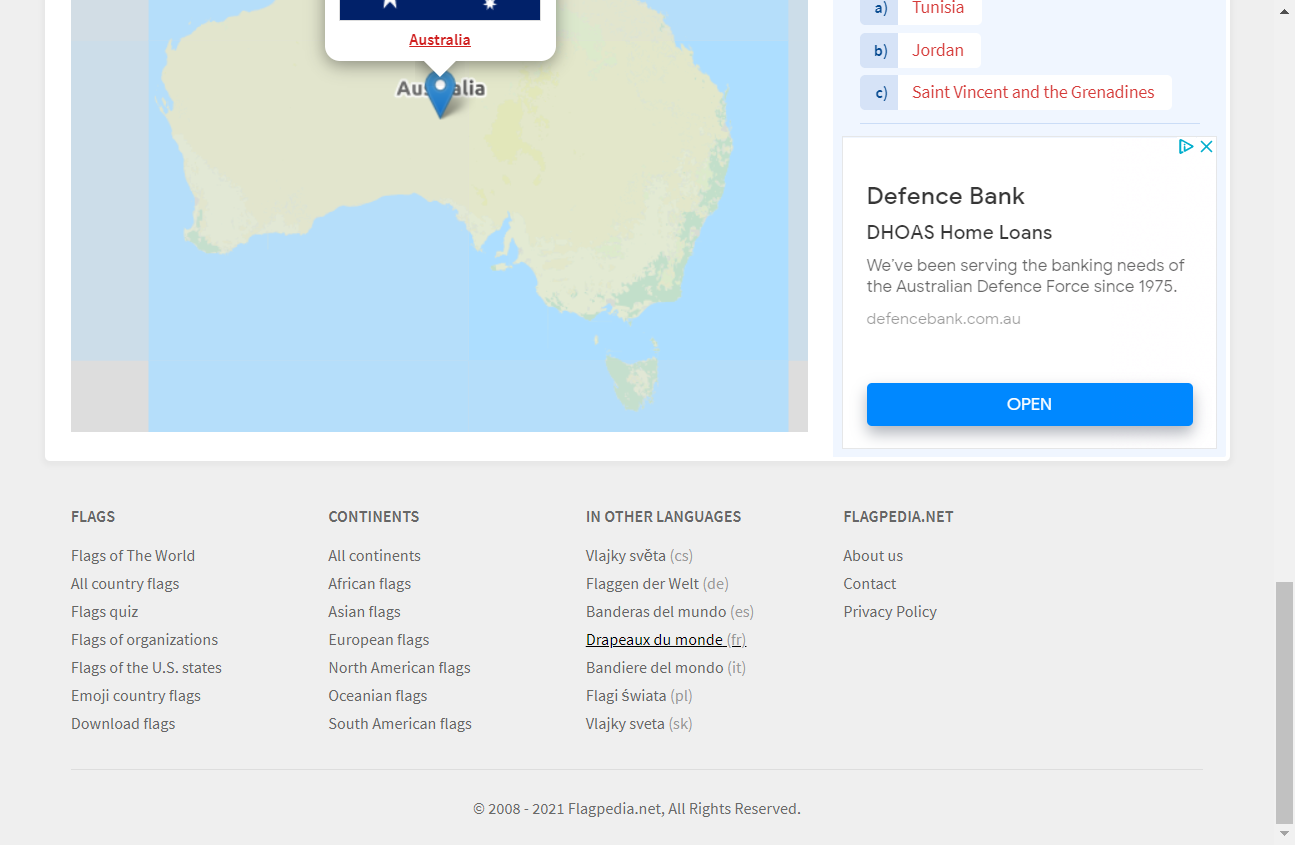 Australia
Australia
a) Tunisia
b) Jordan
c) Saint Vincent and the Grenadines
Defence Bank
DHOAS Home Loans
We've been serving the banking needs of
the Australian Defence Force since 1975.
defencebank.com.au
OPEN
FLAGS
Flags of The World
All country flags
Flags quiz
Flags of organizations
Flags of the U.S. states
Emoji country flags
Download flags
CONTINENTS
All continents
African flags
Asian flags
European flags
North American flags
Oceanian flags
South American flags
IN OTHER LANGUAGES
Vlajky světa (cs)
Flaggen der Welt (de)
Banderas del mundo (es)
Drapeaux du monde (fr)
Bandiere del mondo (it)
Flagi świata (pl)
Vlajky sveta (sk)
FLAGPEDIA.NET
About us
Contact
Privacy Policy
© 2008 - 2021 Flagpedia.net, All Rights Reserved.